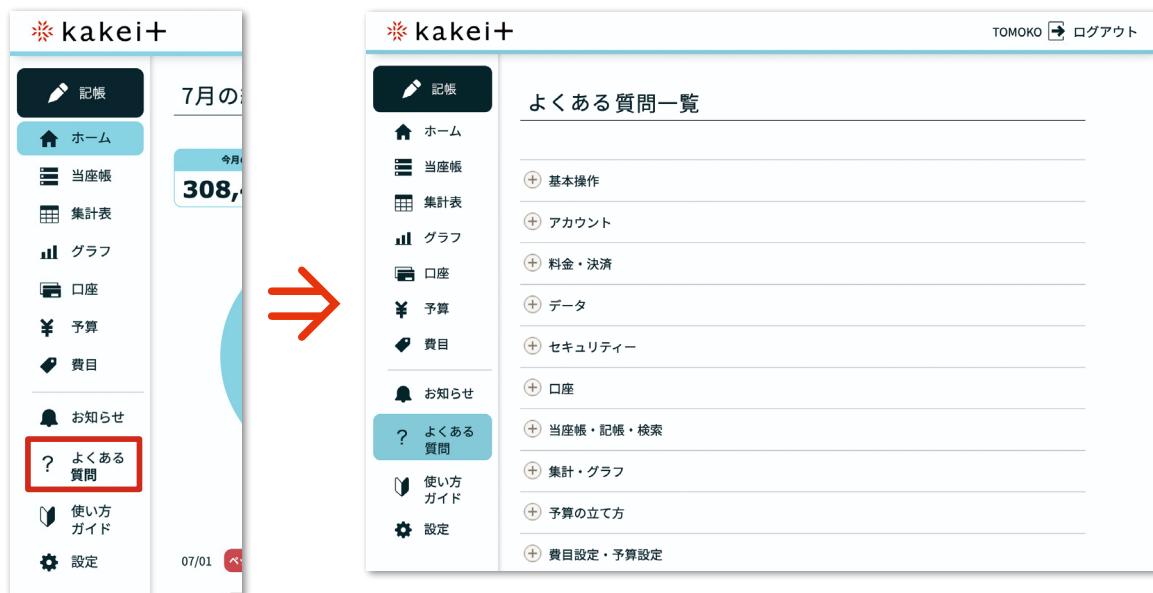 kakei+
記帳
ホーム
当座帳
集計表
グラフ
口座
¥ 予算
費目
お知らせ
? よくある
質問
使い方
ガイド
設定
7月の
今月
308,
07/01
kakei+
TOMOKO ログアウト
記帳
ホーム
当座帳
集計表
グラフ
口座
¥ 予算
費目
お知らせ
? よくある
質問
使い方
ガイド
設定
よくある質問一覧
基本操作
アカウント
料金・決済
データ
セキュリティー
口座
当座帳・記帳・検索
集計・グラフ
予算の立て方
費目設定・予算設定